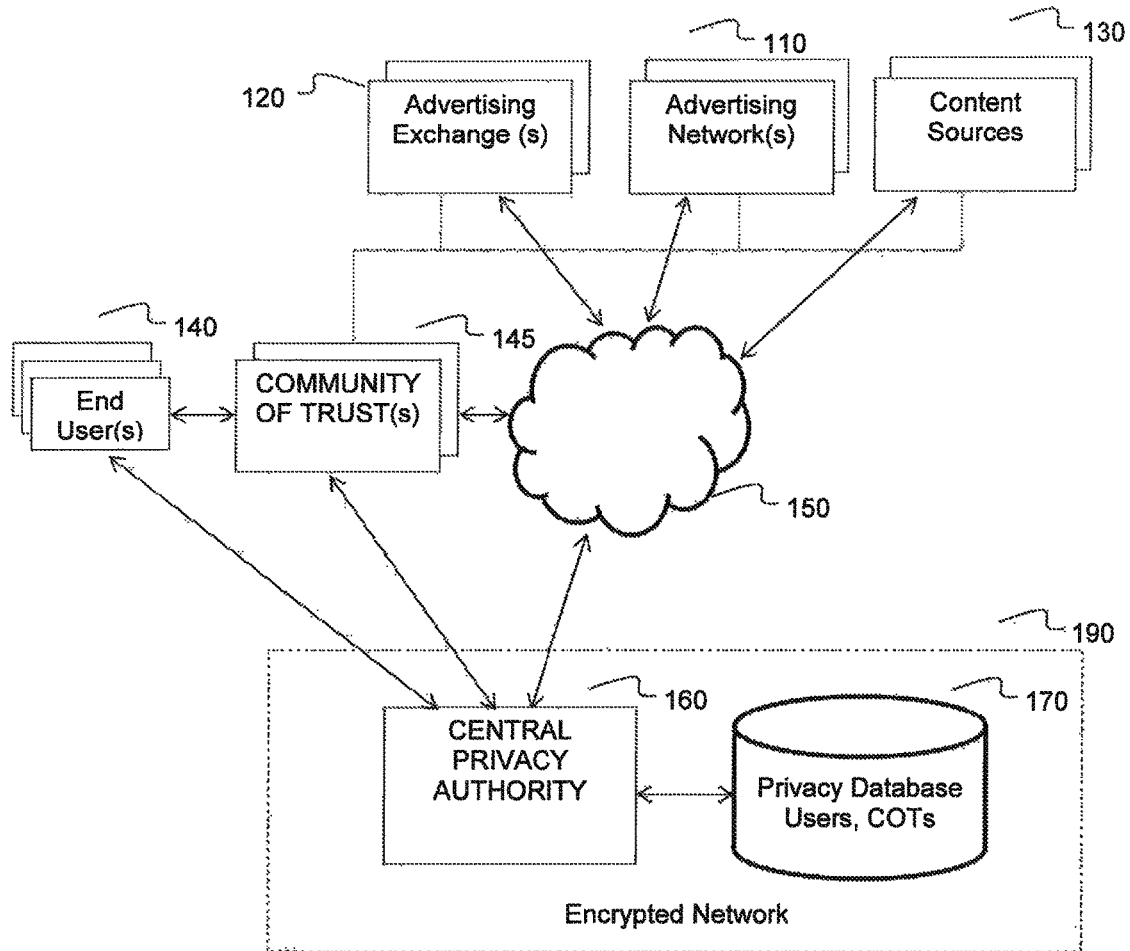 110
130
120
Advertising
Exchange (s)
Advertising
Network(s)
Content
Sources
140
145
End
User(s)
COMMUNITY
OF TRUST(s)
150
190
160
170
CENTRAL
PRIVACY
AUTHORITY
Privacy Database
Users, COTs
Encrypted Network